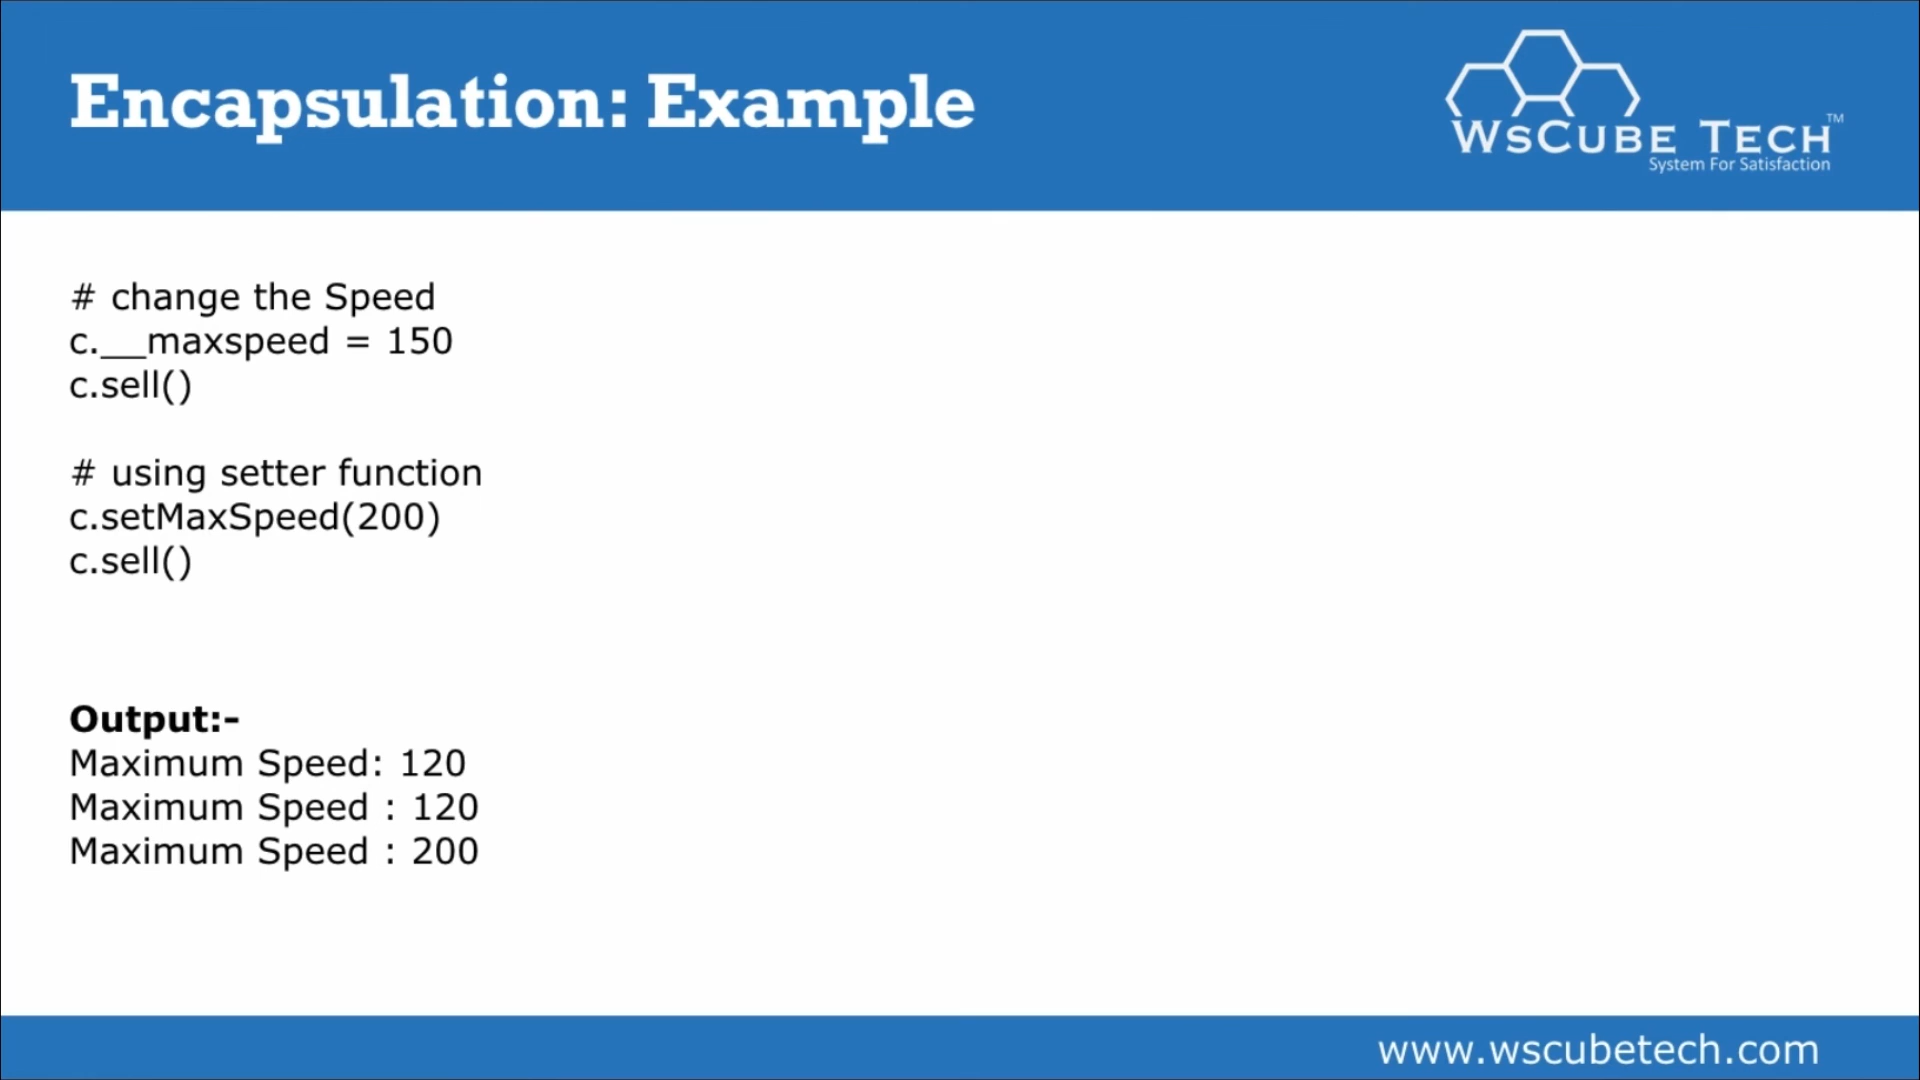 Encapsulation: Example
WSCUBE TECH™
System For Satisfaction
# change the Speed
c.__maxspeed = 150
c.sell()
# using setter function
c.setMaxSpeed(200)
c.sell()
Output:-
Maximum Speed: 120
Maximum Speed : 120
Maximum Speed : 200
www.wscubetech.com